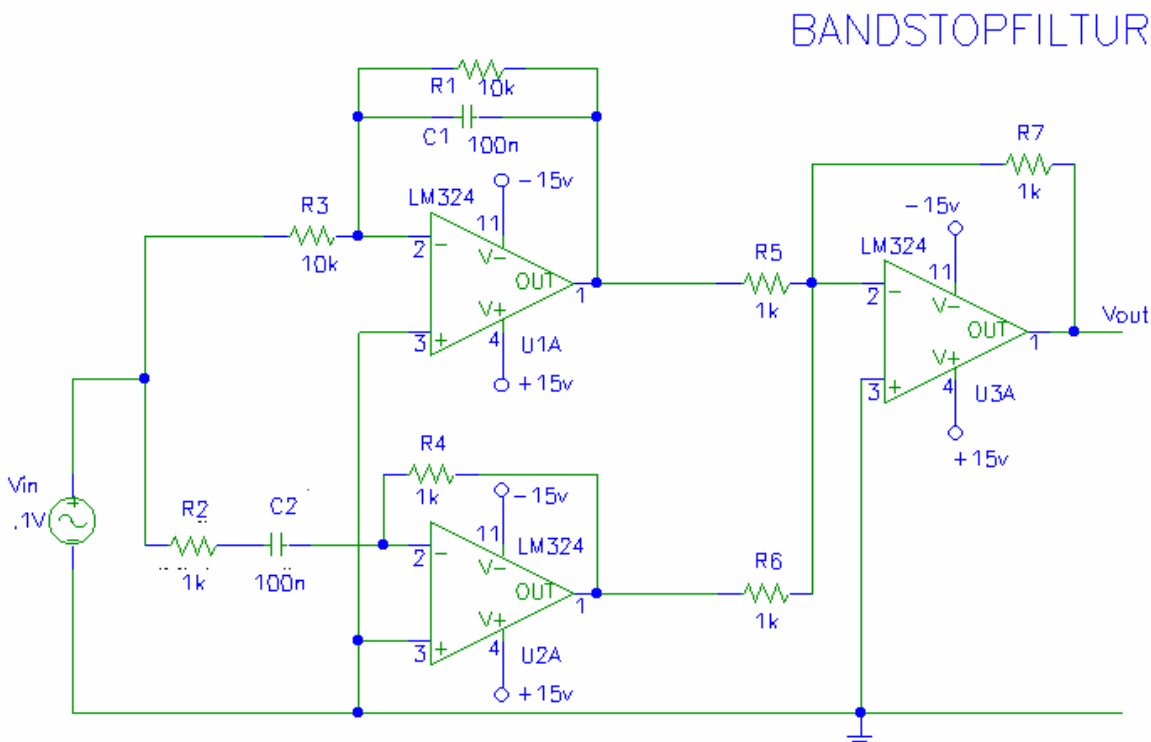 BANDSTOPFILTUR
R1
10k
C1
100n
R7
1k
-15v
LM324
R3
10k
11
2
-
V-
OUT
1
V+
3
+
4
U1A
+15v
R5
1k
-15v
LM324
11
2
-
V-
OUT
1
V+
3
+
4
U3A
+15v
Vout
Vin
.1V
+
R2
1k
C2
100n
R4
1k
-15v
11
LM324
2
-
V-
OUT
1
V+
3
+
4
U2A
+15v
R6
1k